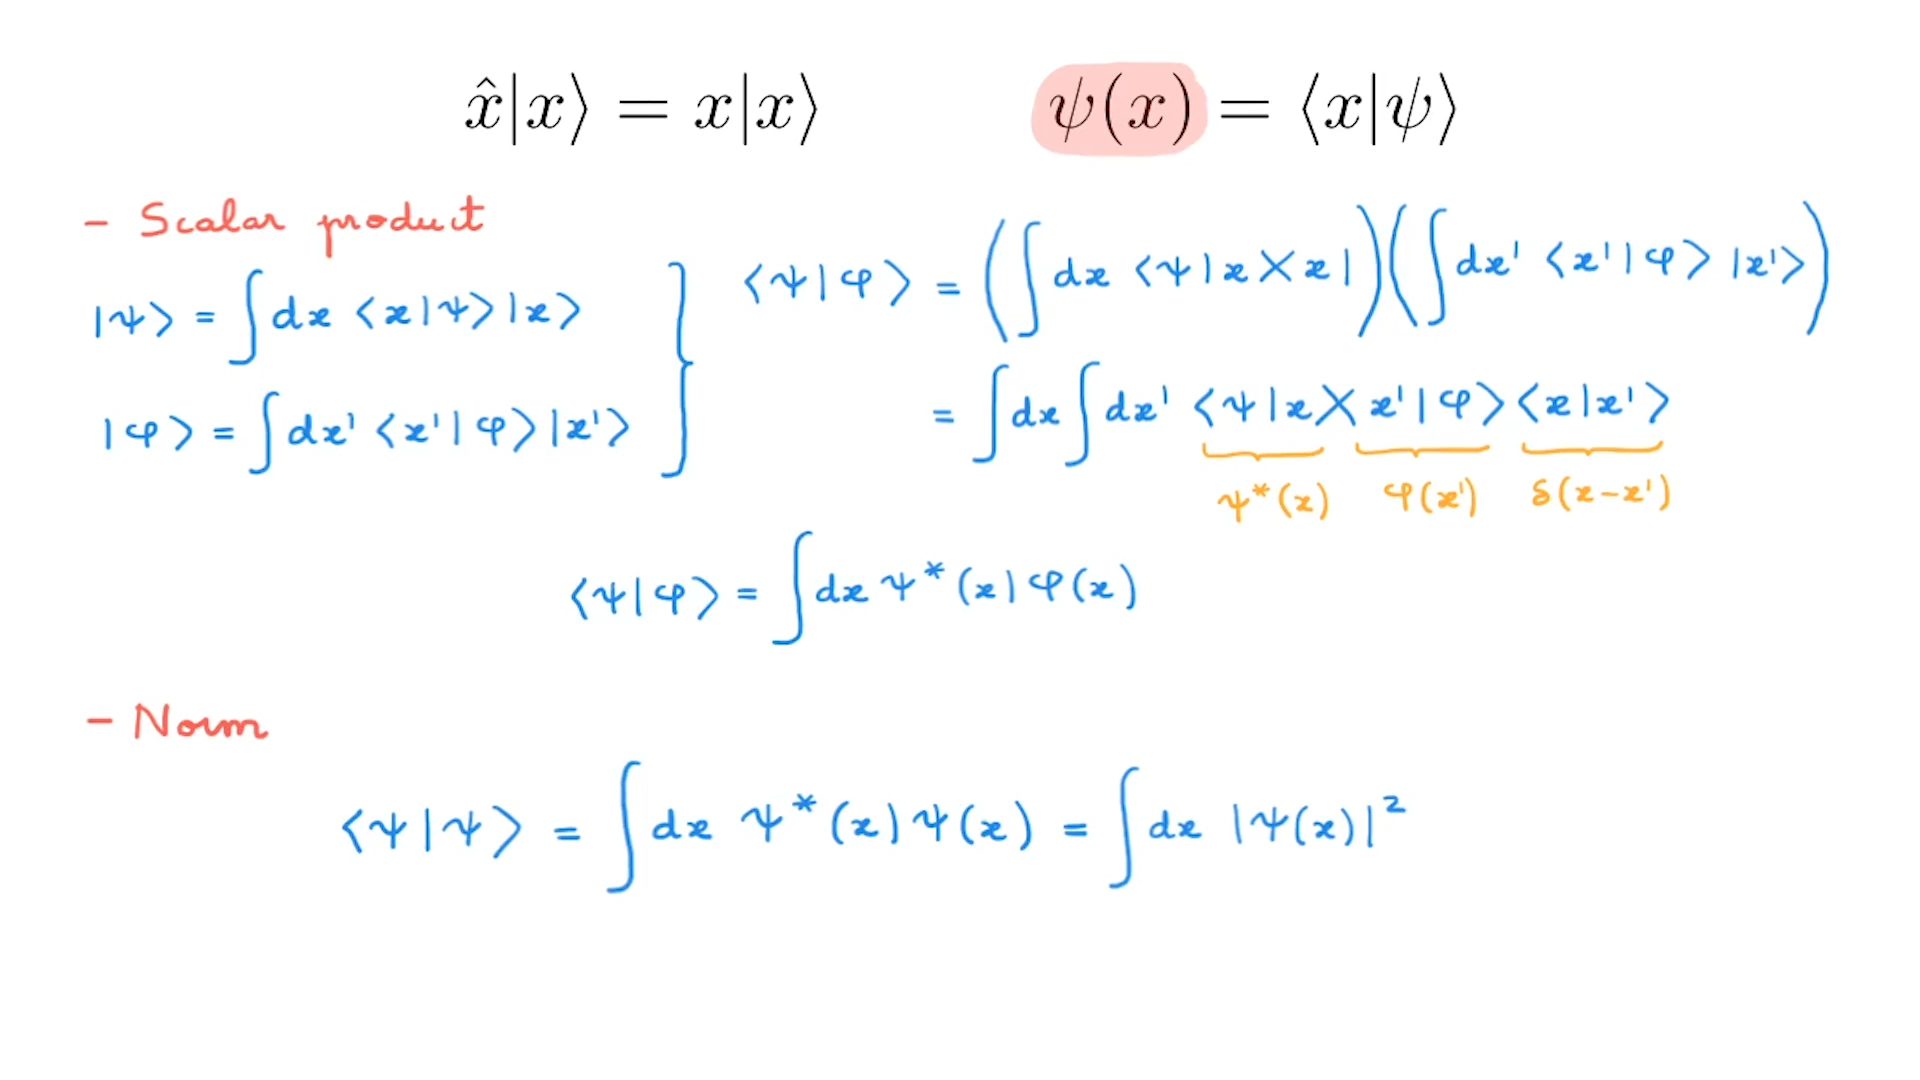 x̂|x⟩ = x|x⟩ ψ(x) = ⟨x|ψ⟩
- Scalar product
|ψ⟩ = ∫dx ⟨x|ψ⟩|x⟩
|φ⟩ = ∫dx' ⟨x'|φ⟩|x'⟩
⟨ψ|φ⟩ = (∫dx ⟨ψ|x⟩⟨x|)(∫dx' ⟨x'|φ⟩|x'⟩)
= ∫dx∫dx' ⟨ψ|x⟩⟨x'|φ⟩⟨x|x'⟩
ψ*(x) φ(x') δ(x-x')
⟨ψ|φ⟩ = ∫dx ψ*(x) φ(x)
- Norm
⟨ψ|ψ⟩ = ∫dx ψ*(x) ψ(x) = ∫dx |ψ(x)|²